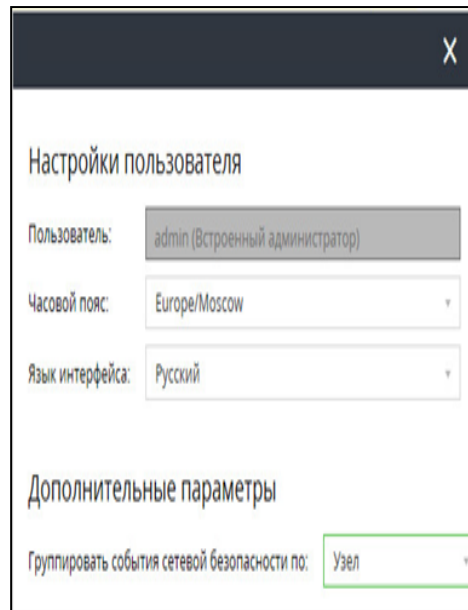 X
Настройки пользователя
Пользователь: admin (Встроенный администратор)
Часовой пояс: Europe/Moscow
Язык интерфейса: Русский
Дополнительные параметры
Группировать события сетевой безопасности по: Узел